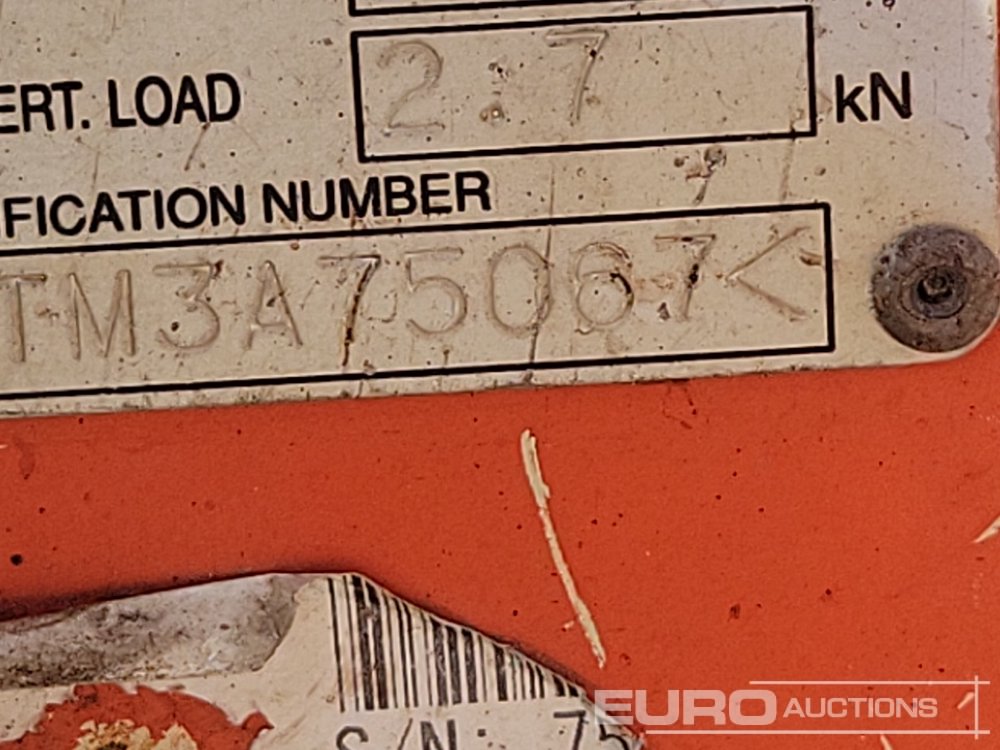 ERT. LOAD 2.7 kN
FICATION NUMBER
TM3A75067<
S/N: 75
EURO AUCTIONS